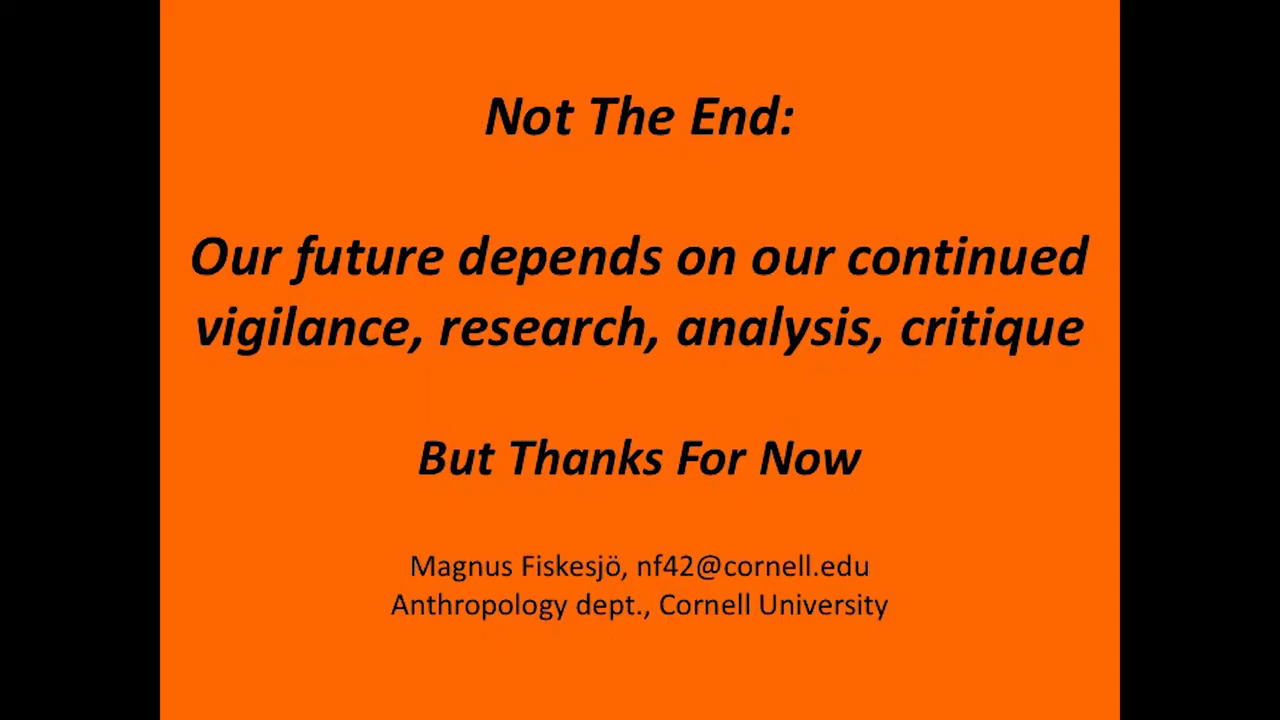 Not The End:
Our future depends on our continued
vigilance, research, analysis, critique
But Thanks For Now
Magnus Fiskesjö, nf42@cornell.edu
Anthropology dept., Cornell University